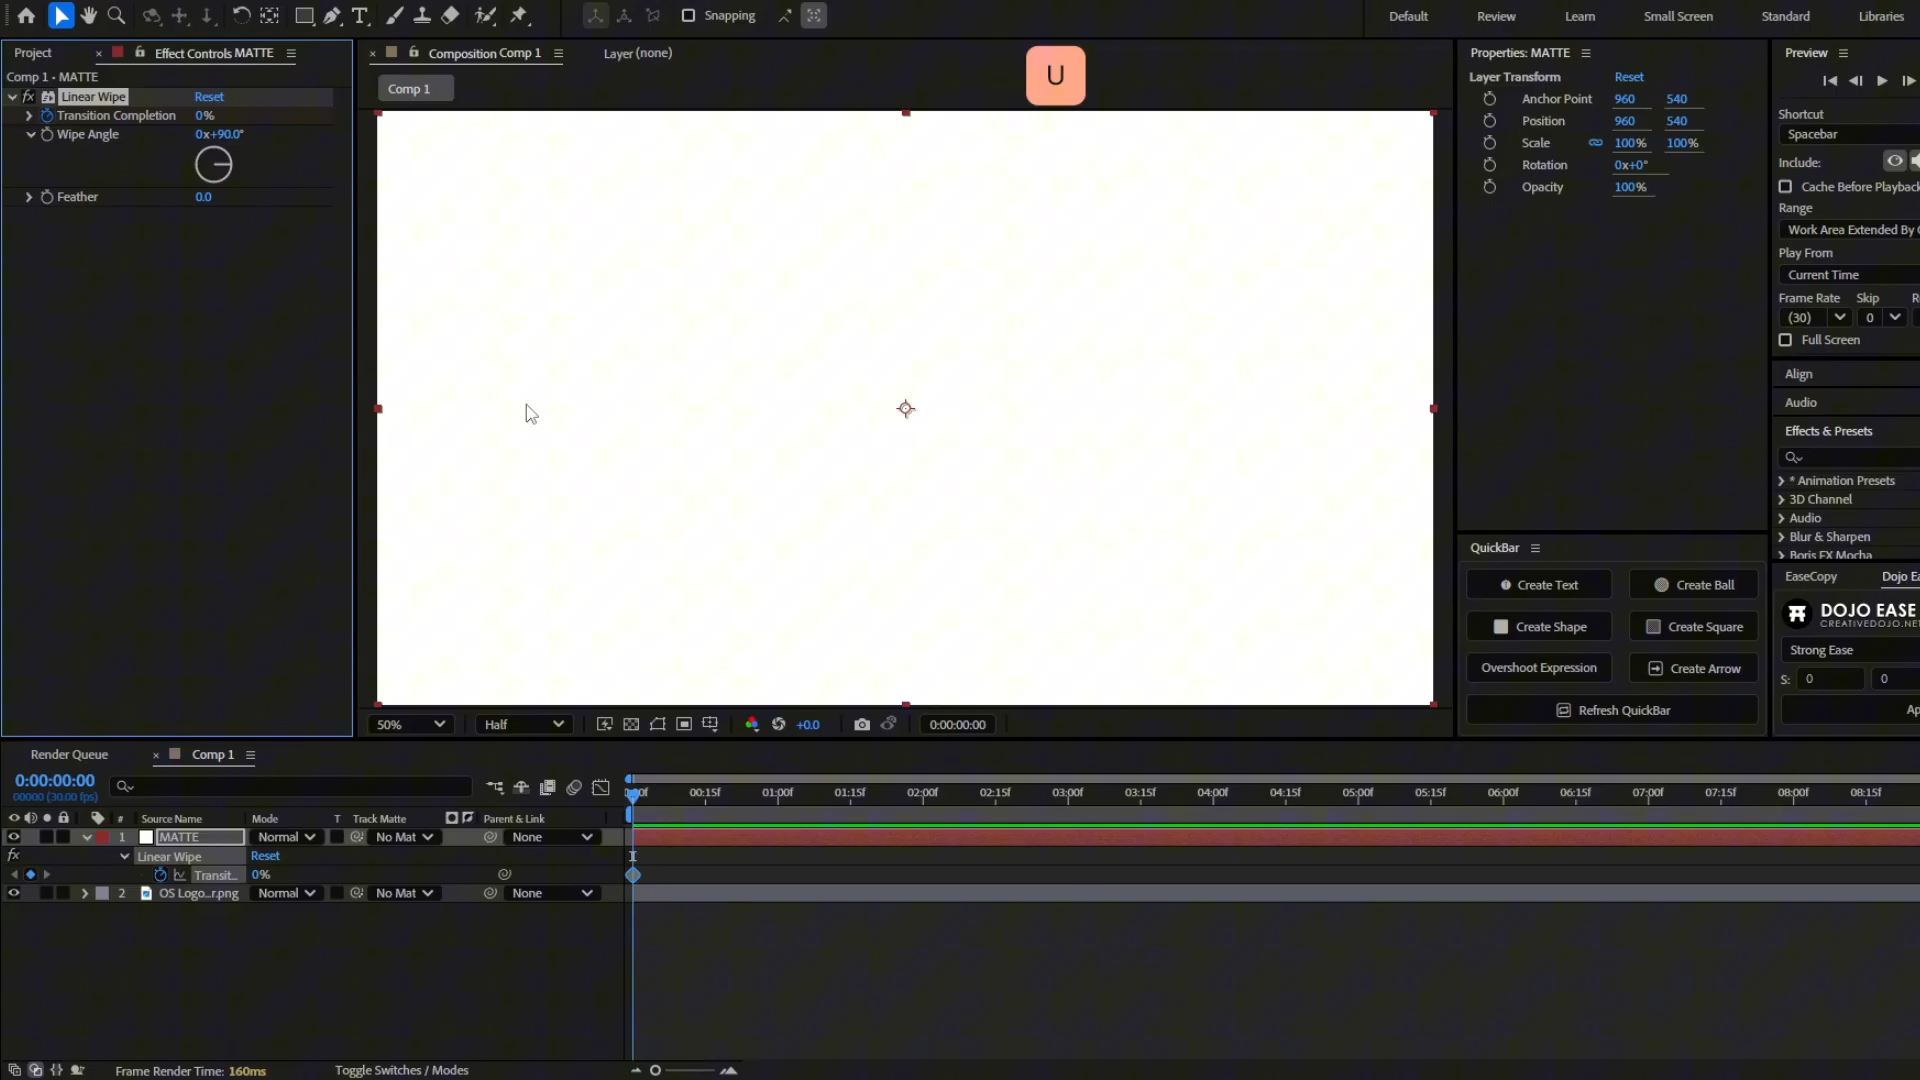 Snapping
Default
Review
Learn
Small Screen
Standard
Libraries
Project
Effect Controls MATTE
Composition Comp 1
Layer (none)
U
Properties: MATTE
Preview
Comp 1 • MATTE
Comp 1
Layer Transform Reset
fx Linear Wipe Reset
Transition Completion 0%
Wipe Angle 0x+90.0°
Feather 0.0
Anchor Point 960 540
Position 960 540
Scale 100% 100%
Rotation 0x+0°
Opacity 100%
Shortcut
Spacebar
Include:
Cache Before Playback
Range
Work Area Extended By
Play From
Current Time
Frame Rate Skip
(30) 0
Full Screen
Align
Audio
Effects & Presets
* Animation Presets
3D Channel
Audio
Blur & Sharpen
Boris FX Mocha
QuickBar
Create Text Create Ball
Create Shape Create Square
Overshoot Expression Create Arrow
Refresh QuickBar
EaseCopy
DOJO EASE
Strong Ease
S: 0 0
50% Half +0.0 0:00:00:00
Render Queue
Comp 1
0:00:00:00
00000 (30.00 fps)
00:15f 01:00f 01:15f 02:00f 02:15f 03:00f 03:15f 04:00f 04:15f 05:00f 05:15f 06:00f 06:15f 07:00f 07:15f 08:00f 08:15f
# Source Name Mode T Track Matte Parent & Link
1 MATTE Normal No Mat None
fx Linear Wipe Reset
Transit... 0%
2 OS Logo...r.png Normal No Mat None
Frame Render Time: 160ms
Toggle Switches / Modes